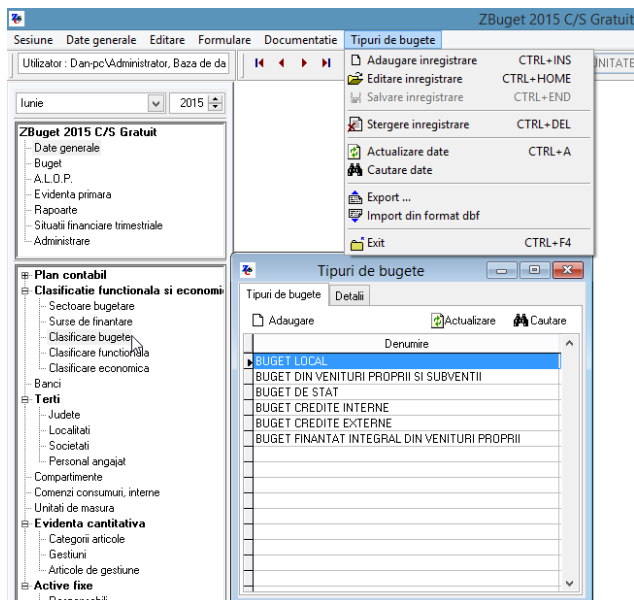 ZBuget 2015 C/S Gratuit
Sesiune Date generale Editare Formulare Documentatie Tipuri de bugete
Utilizator : Dan-pc\Administrator, Baza de da
UNITATE
Adaugare inregistrare CTRL+INS
Editare inregistrare CTRL+HOME
Salvare inregistrare CTRL+END
Stergere inregistrare CTRL+DEL
Actualizare date CTRL+A
Cautare date
Export ...
Import din format dbf
Exit CTRL+F4
Iunie 2015
ZBuget 2015 C/S Gratuit
Date generale
Buget
A.L.O.P.
Evidenta primara
Rapoarte
Situatii financiare trimestriale
Administrare
Plan contabil
Clasificatie functionala si economi
Sectoare bugetare
Surse de finantare
Clasificare bugete
Clasificare functionala
Clasificare economica
Banci
Terti
Judete
Localitati
Societati
Personal angajat
Compartimente
Comenzi consumuri, interne
Unitati de masura
Evidenta cantitativa
Categorii articole
Gestiuni
Articole de gestiune
Active fixe
Tipuri de bugete
Tipuri de bugete Detalii
Adaugare Actualizare Cautare
Denumire
BUGET LOCAL
BUGET DIN VENITURI PROPRII SI SUBVENTII
BUGET DE STAT
BUGET CREDITE INTERNE
BUGET CREDITE EXTERNE
BUGET FINANTAT INTEGRAL DIN VENITURI PROPRII